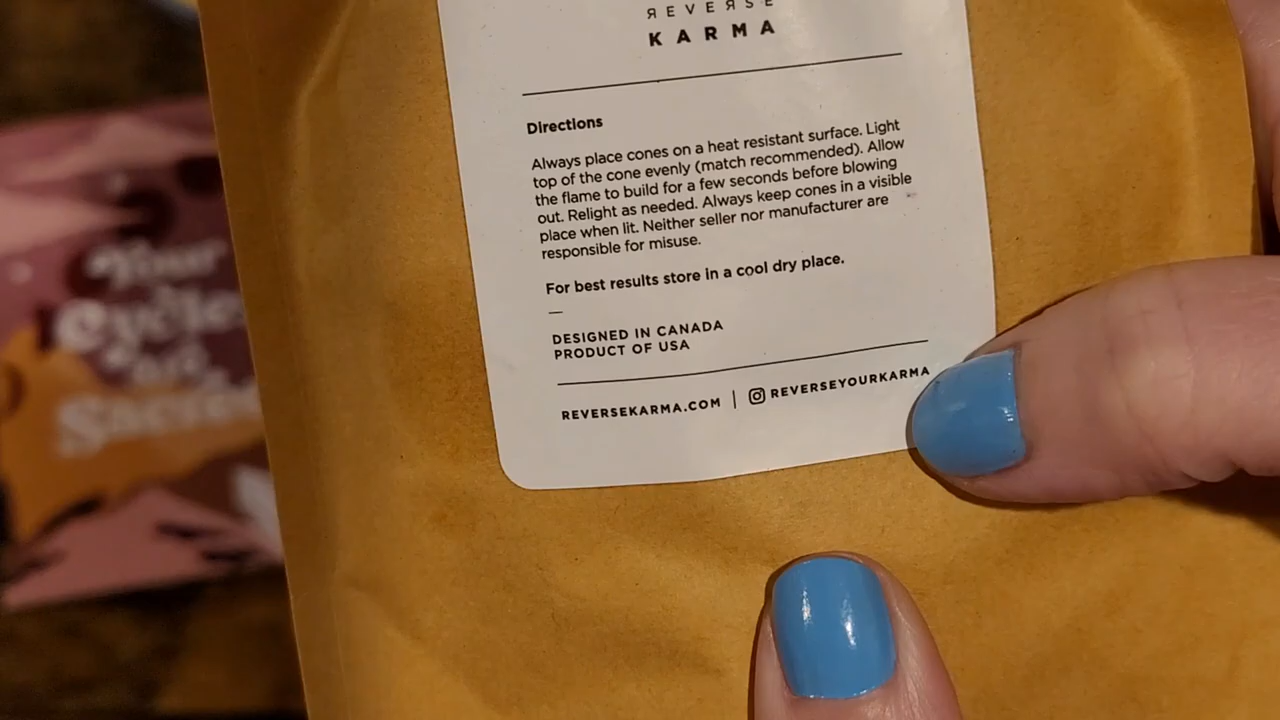 REVERSE
KARMA
Directions
Always place cones on a heat resistant surface. Light
top of the cone evenly (match recommended). Allow
the flame to build for a few seconds before blowing
out. Relight as needed. Always keep cones in a visible
place when lit. Neither seller nor manufacturer are
responsible for misuse.
For best results store in a cool dry place.
—
DESIGNED IN CANADA
PRODUCT OF USA
REVERSEKARMA.COM | REVERSEYOURKARMA
Your
Cycle